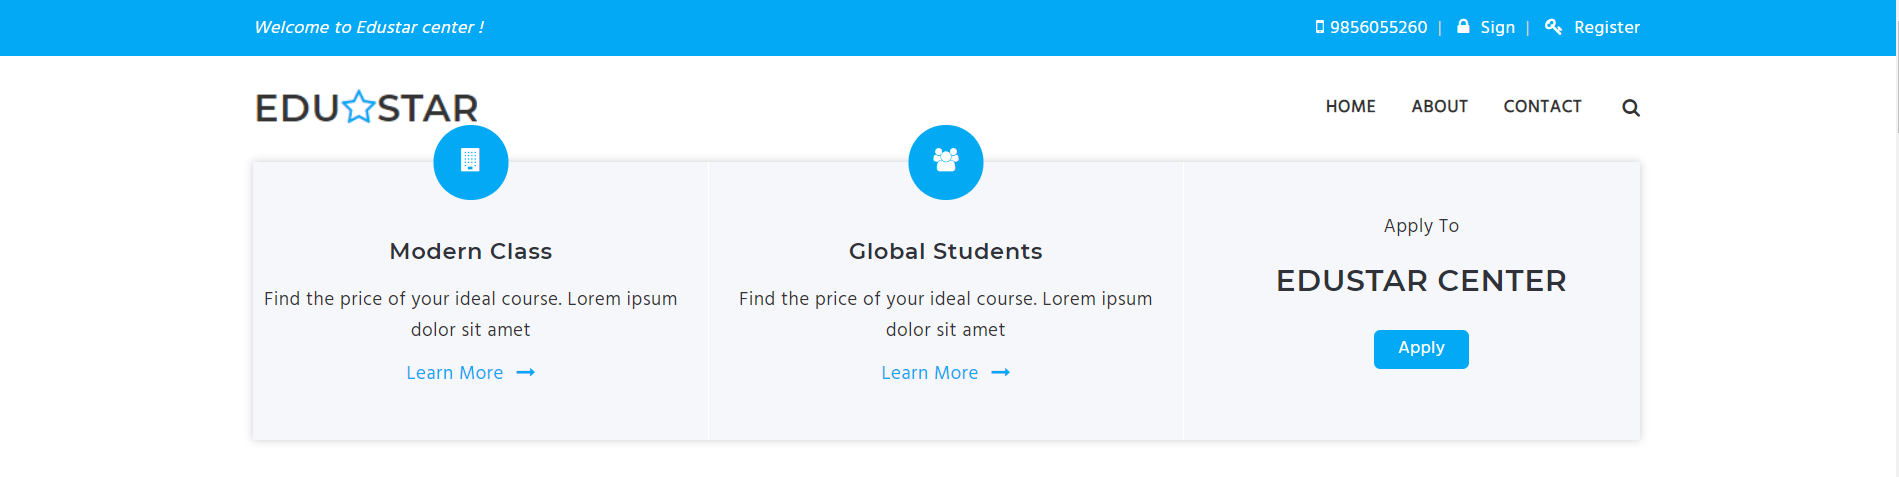 Welcome to Edustar center !
9856055260 | Sign | Register
EDU STAR
HOME ABOUT CONTACT
Modern Class
Find the price of your ideal course. Lorem ipsum
dolor sit amet
Learn More
Global Students
Find the price of your ideal course. Lorem ipsum
dolor sit amet
Learn More
Apply To
EDUSTAR CENTER
Apply